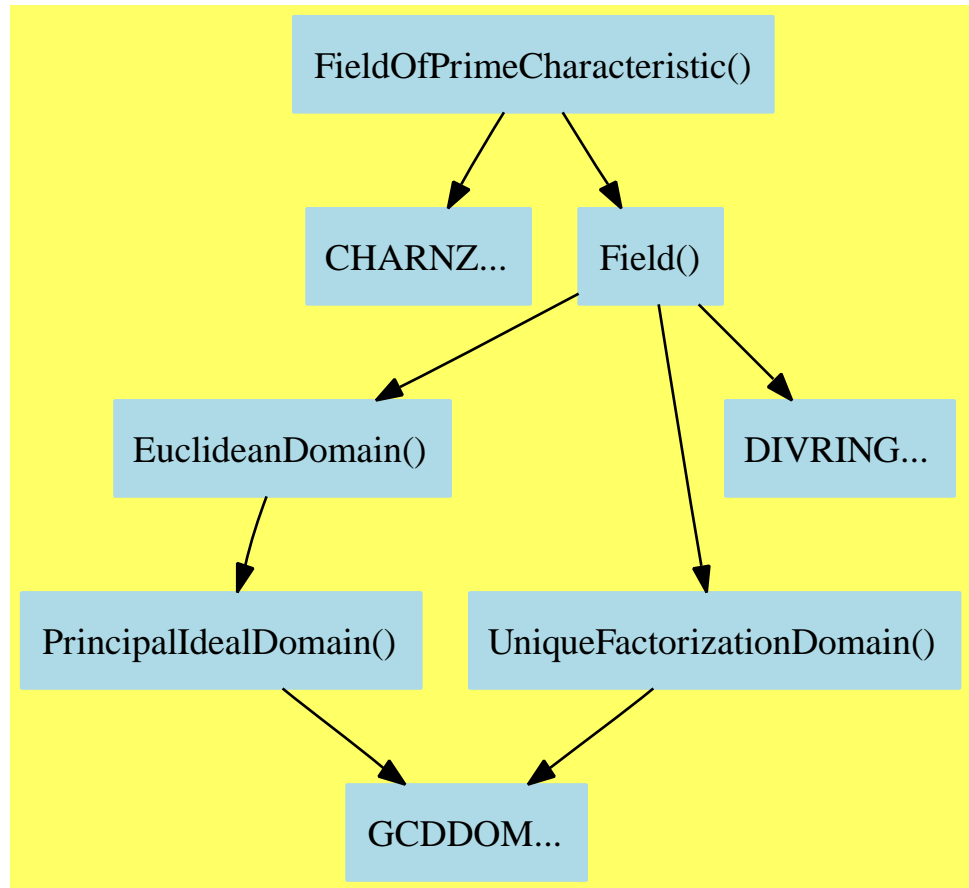 FieldOfPrimeCharacteristic()
CHARNZ...
Field()
EuclideanDomain()
DIVRING...
PrincipalIdealDomain()
UniqueFactorizationDomain()
GCDDOM...